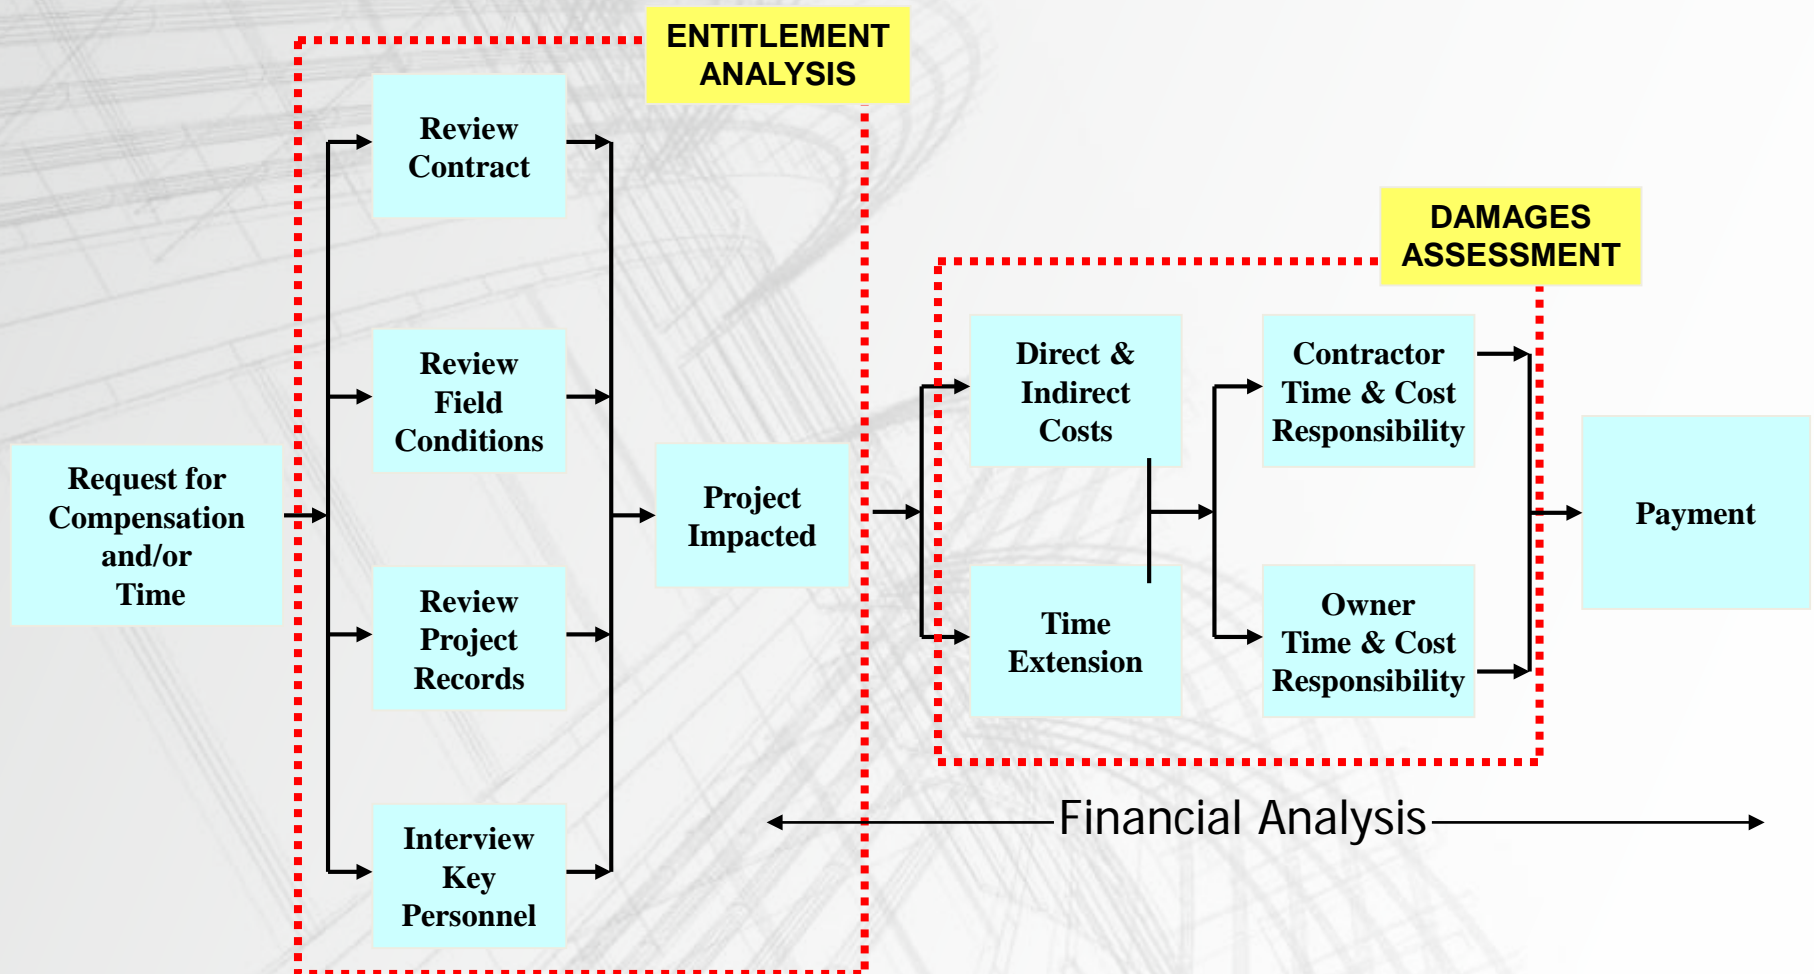 ENTITLEMENT
ANALYSIS
Review
Contract
Review
Field
Conditions
Request for
Compensation
and/or
Time
Review
Project
Records
Interview
Key
Personnel
Project
Impacted
DAMAGES
ASSESSMENT
Direct &
Indirect
Costs
Time
Extension
Contractor
Time & Cost
Responsibility
Owner
Time & Cost
Responsibility
Payment
Financial Analysis